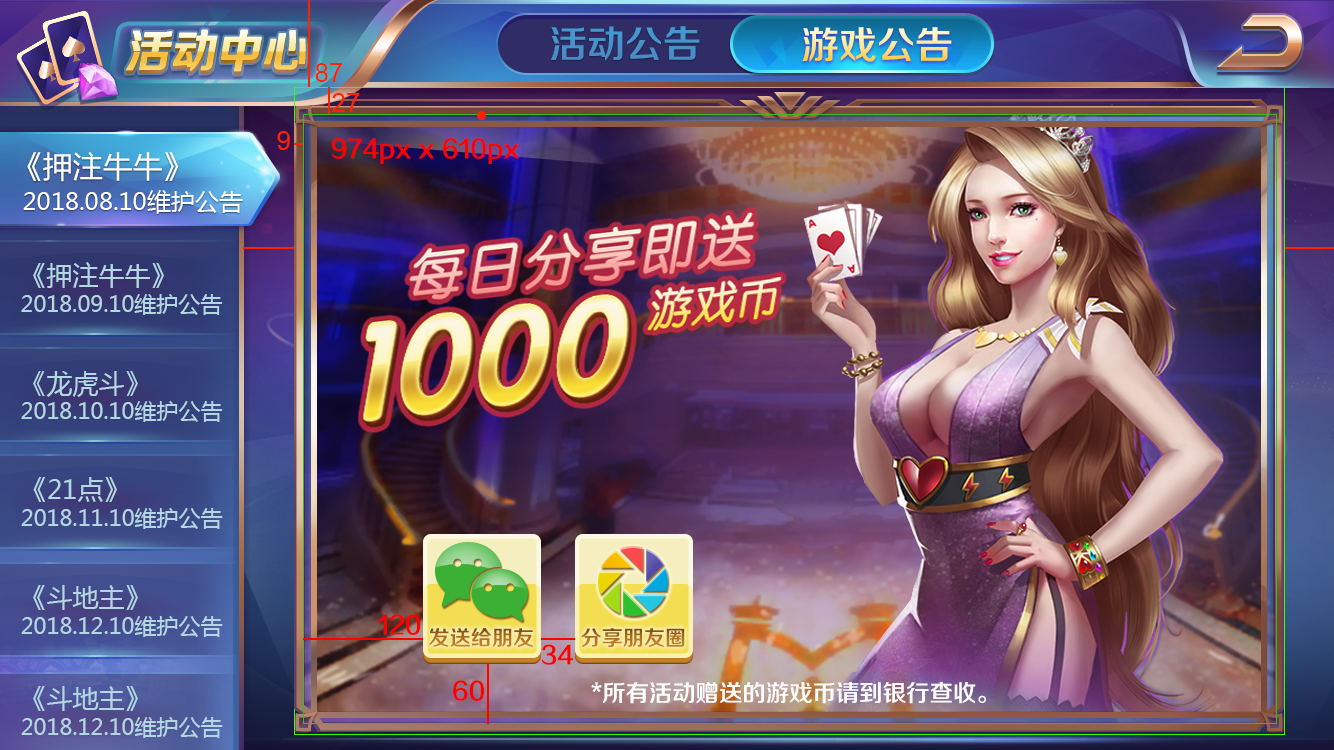 活动中心
活动公告
游戏公告
87
27
9
974px x 610px
《押注牛牛》
2018.08.10维护公告
《押注牛牛》
2018.09.10维护公告
《龙虎斗》
2018.10.10维护公告
《21点》
2018.11.10维护公告
《斗地主》
2018.12.10维护公告
《斗地主》
2018.12.10维护公告
每日分享即送
1000
游戏币
A
A
发送给朋友
分享朋友圈
120
34
60
*所有活动赠送的游戏币请到银行查收。